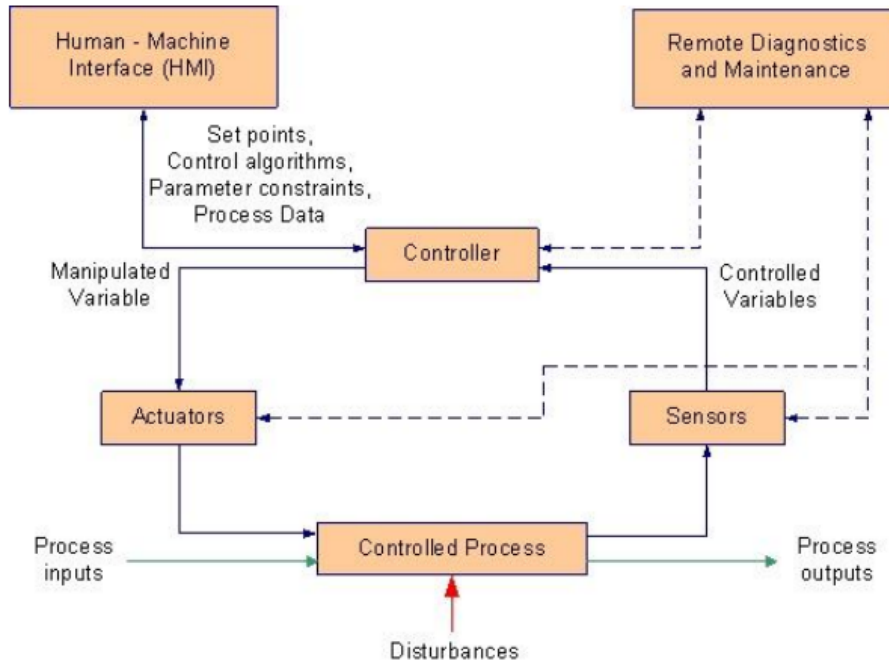 Human - Machine
Interface (HMI)
Remote Diagnostics
and Maintenance
Set points,
Control algorithms,
Parameter constraints,
Process Data
Controller
Manipulated
Variable
Controlled
Variables
Actuators
Sensors
Process
inputs
Controlled Process
Process
outputs
Disturbances